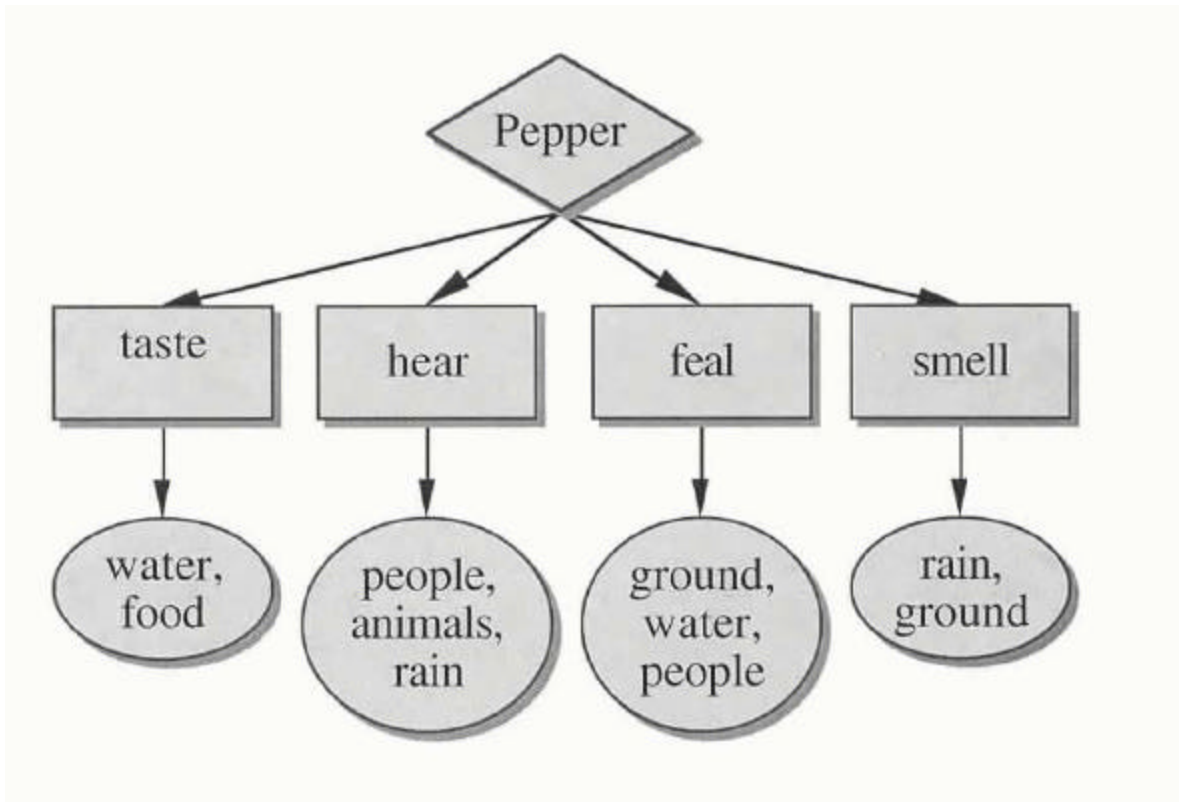 Pepper
taste
hear
feal
smell
water,
food
people,
animals,
rain
ground,
water,
people
rain,
ground